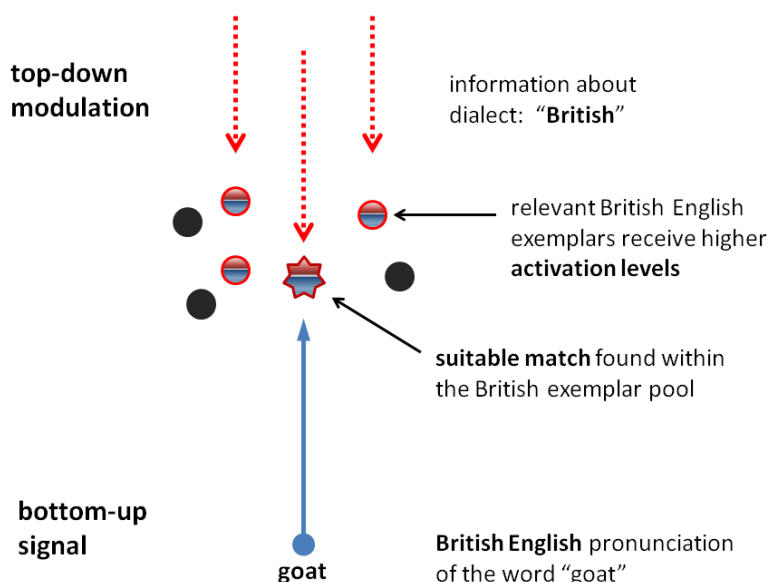 top-down
modulation
information about
dialect: “British”
relevant British English
exemplars receive higher
activation levels
suitable match found within
the British exemplar pool
bottom-up
signal
goat
British English pronunciation
of the word “goat”